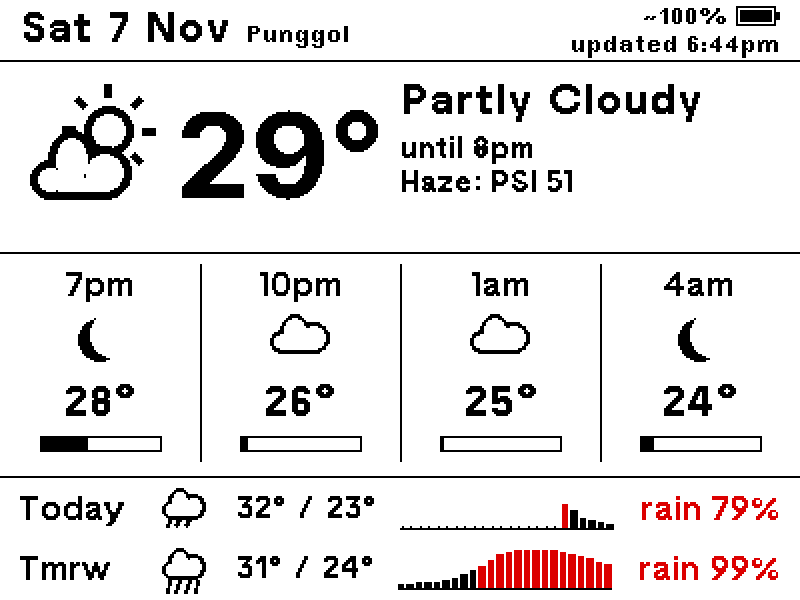 Sat 7 Nov Punggol
~100%
updated 6:44pm
29°
Partly Cloudy
until 8pm
Haze: PSI 51
7pm 10pm 1am 4am
28° 26° 25° 24°
Today 32° / 23° rain 79%
Tmrw 31° / 24° rain 99%